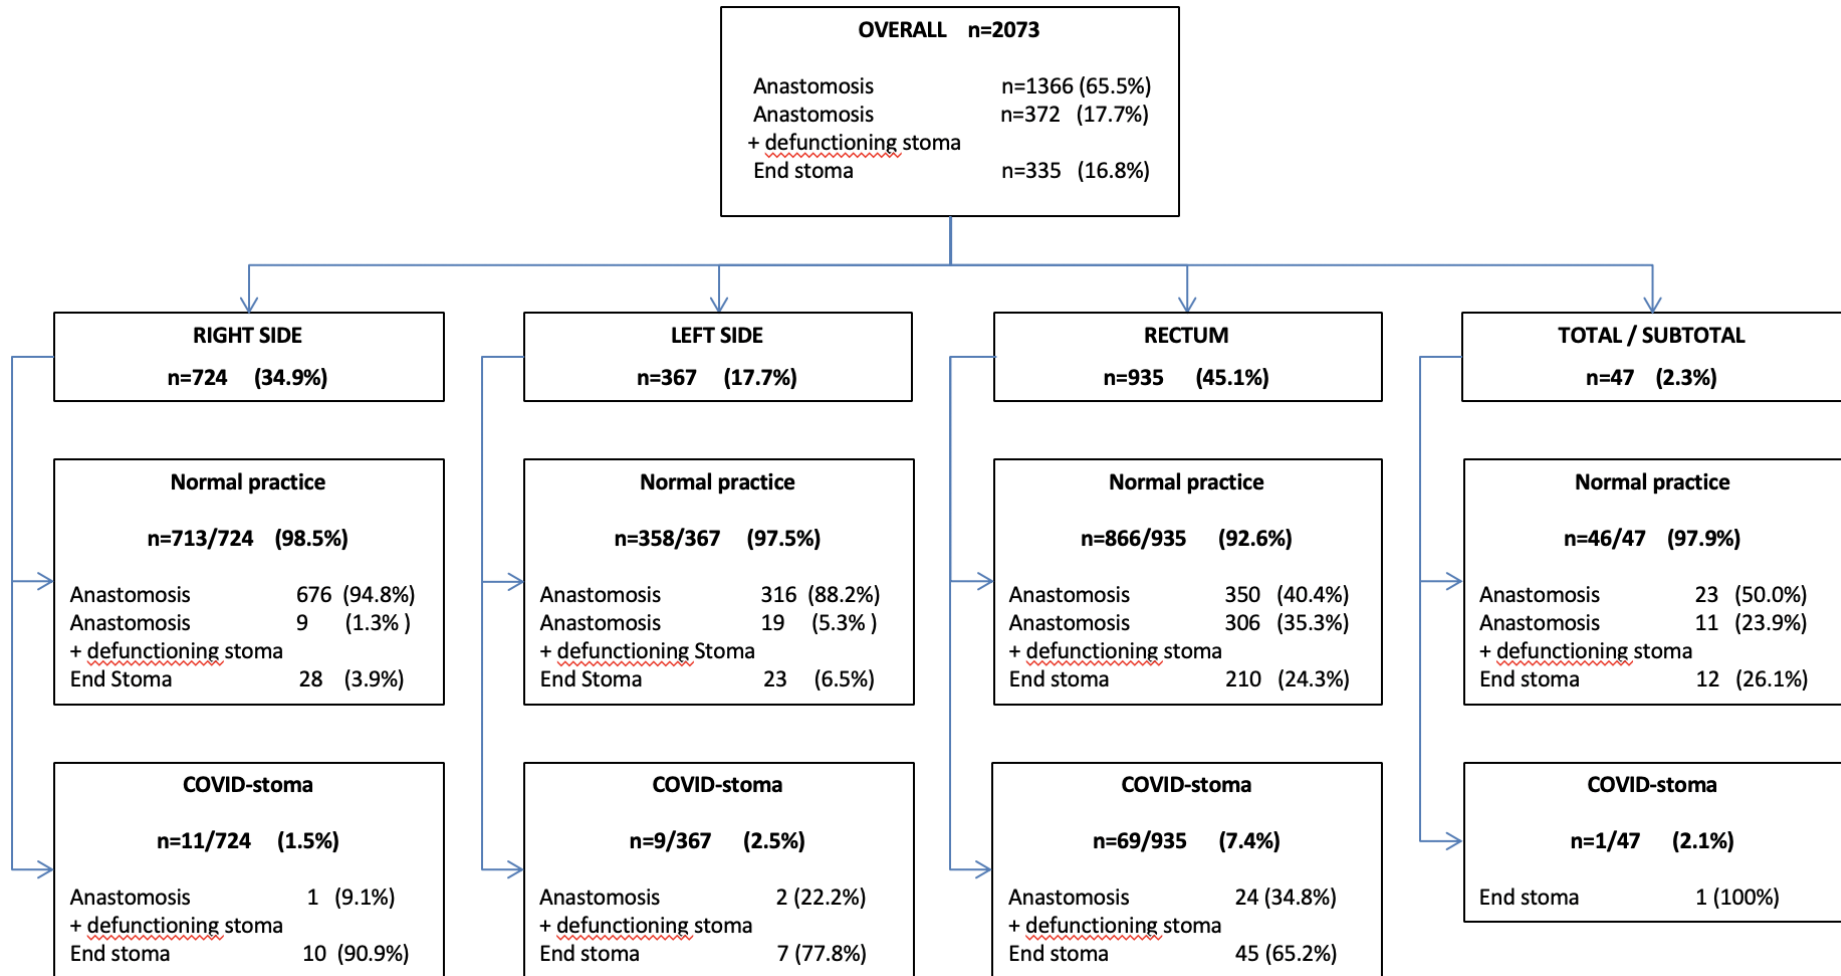 OVERALL n=2073
Anastomosis n=1366 (65.5%)
Anastomosis n=372 (17.7%)
+ defunctioning stoma
End stoma n=335 (16.8%)
RIGHT SIDE
n=724 (34.9%)
LEFT SIDE
n=367 (17.7%)
RECTUM
n=935 (45.1%)
TOTAL / SUBTOTAL
n=47 (2.3%)
Normal practice
n=713/724 (98.5%)
Anastomosis 676 (94.8%)
Anastomosis 9 (1.3% )
+ defunctioning stoma
End Stoma 28 (3.9%)
Normal practice
n=358/367 (97.5%)
Anastomosis 316 (88.2%)
Anastomosis 19 (5.3% )
+ defunctioning Stoma
End Stoma 23 (6.5%)
Normal practice
n=866/935 (92.6%)
Anastomosis 350 (40.4%)
Anastomosis 306 (35.3%)
+ defunctioning stoma
End stoma 210 (24.3%)
Normal practice
n=46/47 (97.9%)
Anastomosis 23 (50.0%)
Anastomosis 11 (23.9%)
+ defunctioning stoma
End stoma 12 (26.1%)
COVID-stoma
n=11/724 (1.5%)
Anastomosis 1 (9.1%)
+ defunctioning stoma
End stoma 10 (90.9%)
COVID-stoma
n=9/367 (2.5%)
Anastomosis 2 (22.2%)
+ defunctioning stoma
End stoma 7 (77.8%)
COVID-stoma
n=69/935 (7.4%)
Anastomosis 24 (34.8%)
+ defunctioning stoma
End stoma 45 (65.2%)
COVID-stoma
n=1/47 (2.1%)
End stoma 1 (100%)